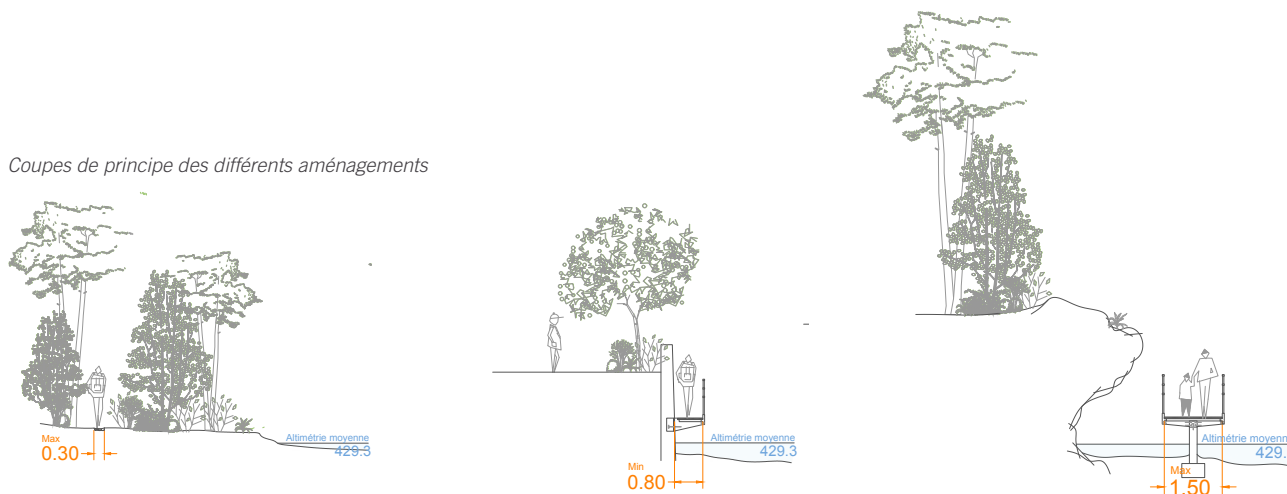 Coupes de principe des différents aménagements
Max
0.30
Altimétrie moyenne
429.3
Min
0.80
Altimétrie moyenne
429.3
Max
1.50
Altimétrie moyenne
429.